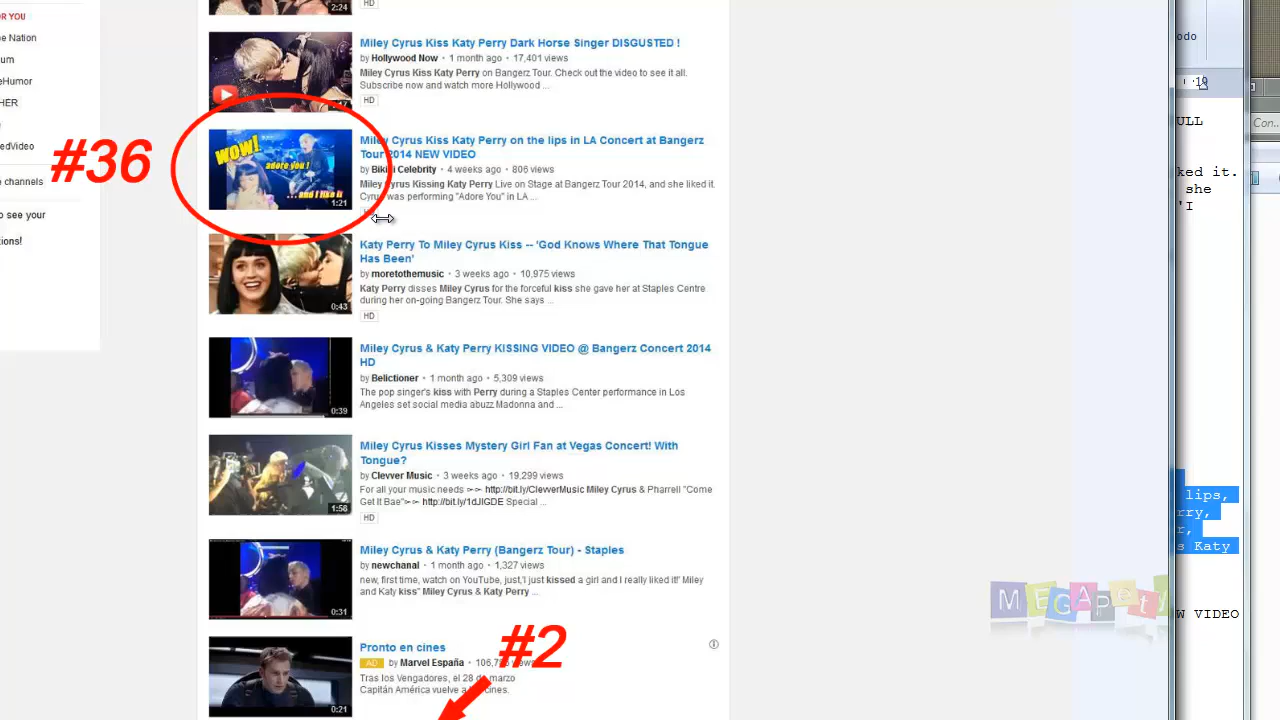 2:24
HD
OR YOU
e Nation
um
eHumor
HER
edVideo
e channels
o see your
tions!
Miley Cyrus Kiss Katy Perry Dark Horse Singer DISGUSTED !
by Hollywood Now · 1 month ago · 17,401 views
Miley Cyrus Kiss Katy Perry on Bangerz Tour. Check out the video to see it all.
Subscribe now and watch more Hollywood ...
HD
#36
WOW!
adore you !
... and I like it
1:21
Miley Cyrus Kiss Katy Perry on the lips in LA Concert at Bangerz
Tour 2014 NEW VIDEO
by Bikini Celebrity · 4 weeks ago · 806 views
Miley Cyrus Kissing Katy Perry Live on Stage at Bangerz Tour 2014, and she liked it.
Cyrus was performing "Adore You" in LA ...
Katy Perry To Miley Cyrus Kiss -- 'God Knows Where That Tongue
Has Been'
by moretothemusic · 3 weeks ago · 10,975 views
Katy Perry disses Miley Cyrus for the forceful kiss she gave her at Staples Centre
during her on-going Bangerz Tour. She says ...
0:43
HD
Miley Cyrus & Katy Perry KISSING VIDEO @ Bangerz Concert 2014
HD
by Belictioner · 1 month ago · 5,309 views
The pop singer's kiss with Perry during a Staples Center performance in Los
Angeles set social media abuzz.Madonna and ...
0:39
Miley Cyrus Kisses Mystery Girl Fan at Vegas Concert! With
Tongue?
by Clevver Music · 3 weeks ago · 19,299 views
For all your music needs ➢➢ http://bit.ly/ClevverMusic Miley Cyrus & Pharrell "Come
Get It Bae"➢➢ http://bit.ly/1dJIGDE Special ...
1:56
HD
Miley Cyrus & Katy Perry (Bangerz Tour) - Staples
by newchanal · 1 month ago · 1,327 views
new, first time, watch on YouTube, just,'I just kissed a girl and I really liked it!' Miley
and Katy kiss" Miley Cyrus & Katy Perry ...
0:31
#2
Pronto en cines
AD by Marvel España ·
Tras los Vengadores, el 28 de marzo
Capitán América vuelve a los cines.
0:21
odo
19
ULL
Con...
ked it.
she
'I
lips,
rry,
r,
s Katy
MEGAPETA
W VIDEO